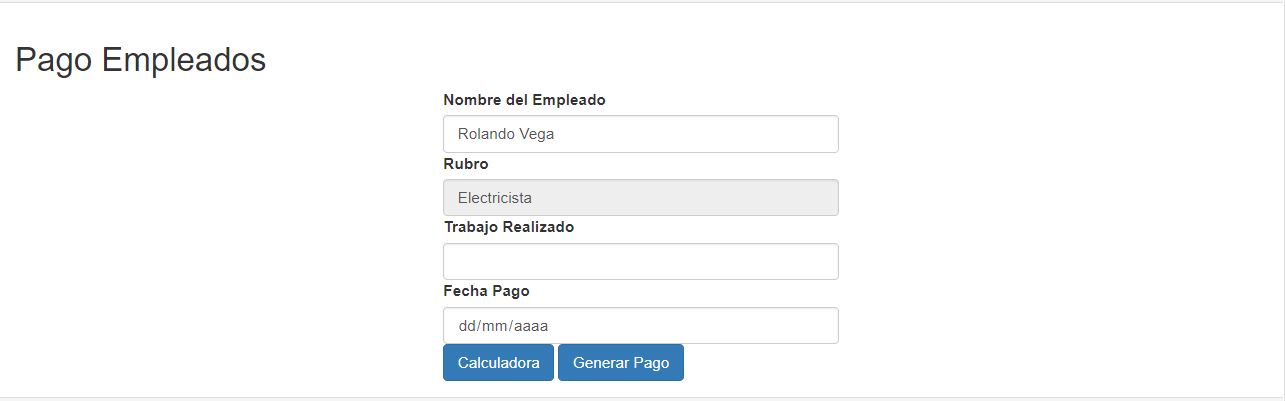 Pago Empleados
Nombre del Empleado
Rolando Vega
Rubro
Electricista
Trabajo Realizado
Fecha Pago
dd/mm/aaaa
Calculadora Generar Pago